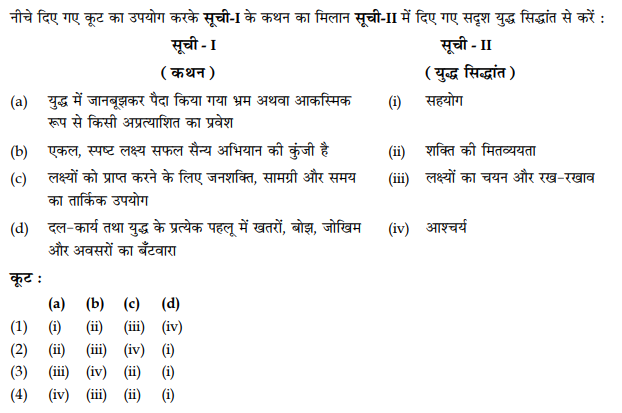 नीचे दिए गए कूट का उपयोग करके सूची-I के कथन का मिलान सूची-II में दिए गए सदृश युद्ध सिद्धांत से करें :
सूची - I सूची - II
( कथन ) ( युद्ध सिद्धांत )
(a) युद्ध में जानबूझकर पैदा किया गया भ्रम अथवा आकस्मिक (i) सहयोग
रूप से किसी अप्रत्याशित का प्रवेश
(b) एकल, स्पष्ट लक्ष्य सफल सैन्य अभियान की कुंजी है (ii) शक्ति की मितव्ययता
(c) लक्ष्यों को प्राप्त करने के लिए जनशक्ति, सामग्री और समय (iii) लक्ष्यों का चयन और रख-रखाव
का तार्किक उपयोग
(d) दल-कार्य तथा युद्ध के प्रत्येक पहलू में खतरों, बोझ, जोखिम (iv) आश्चर्य
और अवसरों का बँटवारा
कूट :
(a) (b) (c) (d)
(1) (i) (ii) (iii) (iv)
(2) (ii) (iii) (iv) (i)
(3) (iii) (iv) (ii) (i)
(4) (iv) (iii) (ii) (i)